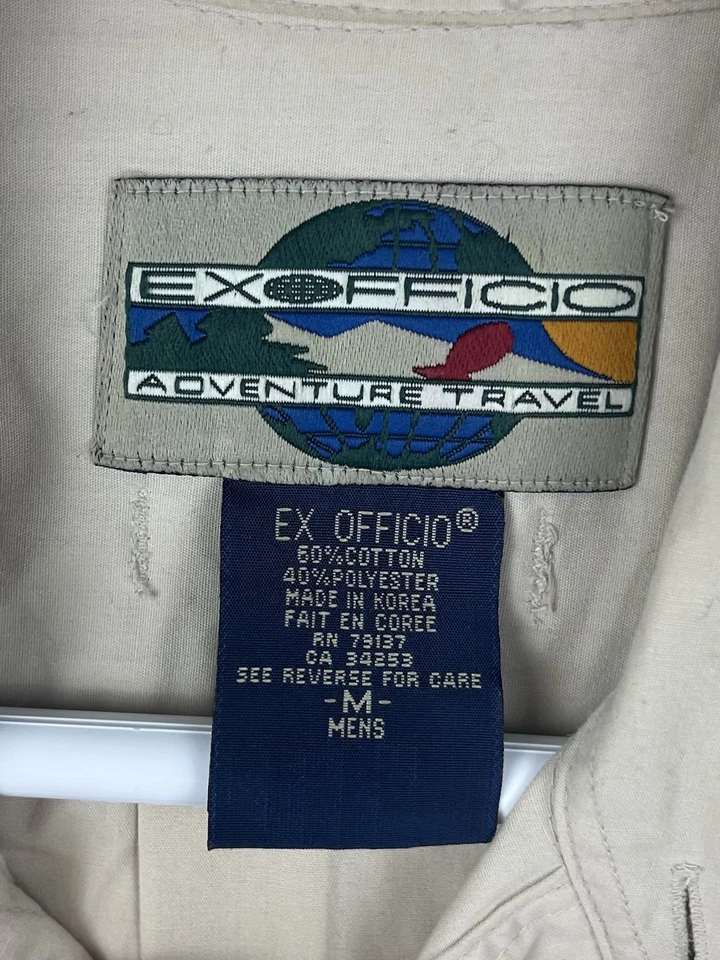 EXOFFICIO
ADVENTURE TRAVEL
EX OFFICIO®
60%COTTON
40%POLYESTER
MADE IN KOREA
FAIT EN COREE
RN 79137
CA 34253
SEE REVERSE FOR CARE
-M-
MENS